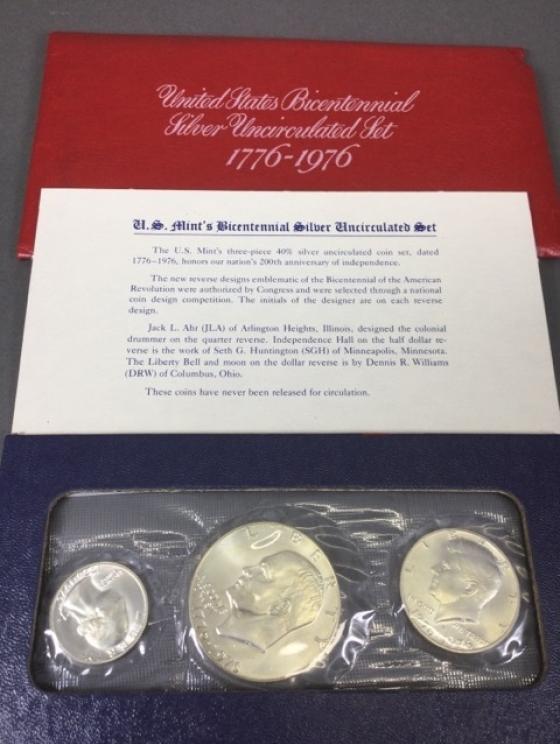 United States Bicentennial
Silver Uncirculated Set
1776-1976
U.S. Mint's Bicentennial Silver Uncirculated Set
The U.S. Mint's three-piece 40% silver uncirculated coin set, dated
1776-1976, honors our nation's 200th anniversary of independence.
The new reverse designs emblematic of the Bicentennial of the American
Revolution were authorized by Congress and were selected through a national
coin design competition. The initials of the designer are on each reverse
design.
Jack L. Ahr (JLA) of Arlington Heights, Illinois, designed the colonial
drummer on the quarter reverse. Independence Hall on the half dollar re-
verse is the work of Seth G. Huntington (SGH) of Minneapolis, Minnesota.
The Liberty Bell and moon on the dollar reverse is by Dennis R. Williams
(DRW) of Columbus, Ohio.
These coins have never been released for circulation.
LIBERTY
LIBERTY